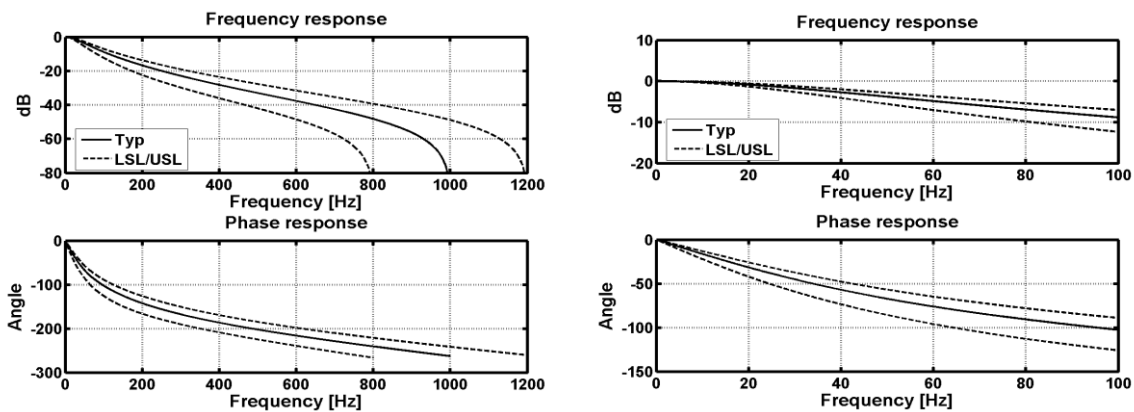 Frequency response
0
-20
-40
-60
-80
dB
Typ
LSL/USL
0 200 400 600 800 1000 1200
Frequency [Hz]
Phase response
0
-100
-200
-300
Angle
0 200 400 600 800 1000 1200
Frequency [Hz]
Frequency response
10
0
-10
-20
dB
Typ
LSL/USL
0 20 40 60 80 100
Frequency [Hz]
Phase response
0
-50
-100
-150
Angle
0 20 40 60 80 100
Frequency [Hz]